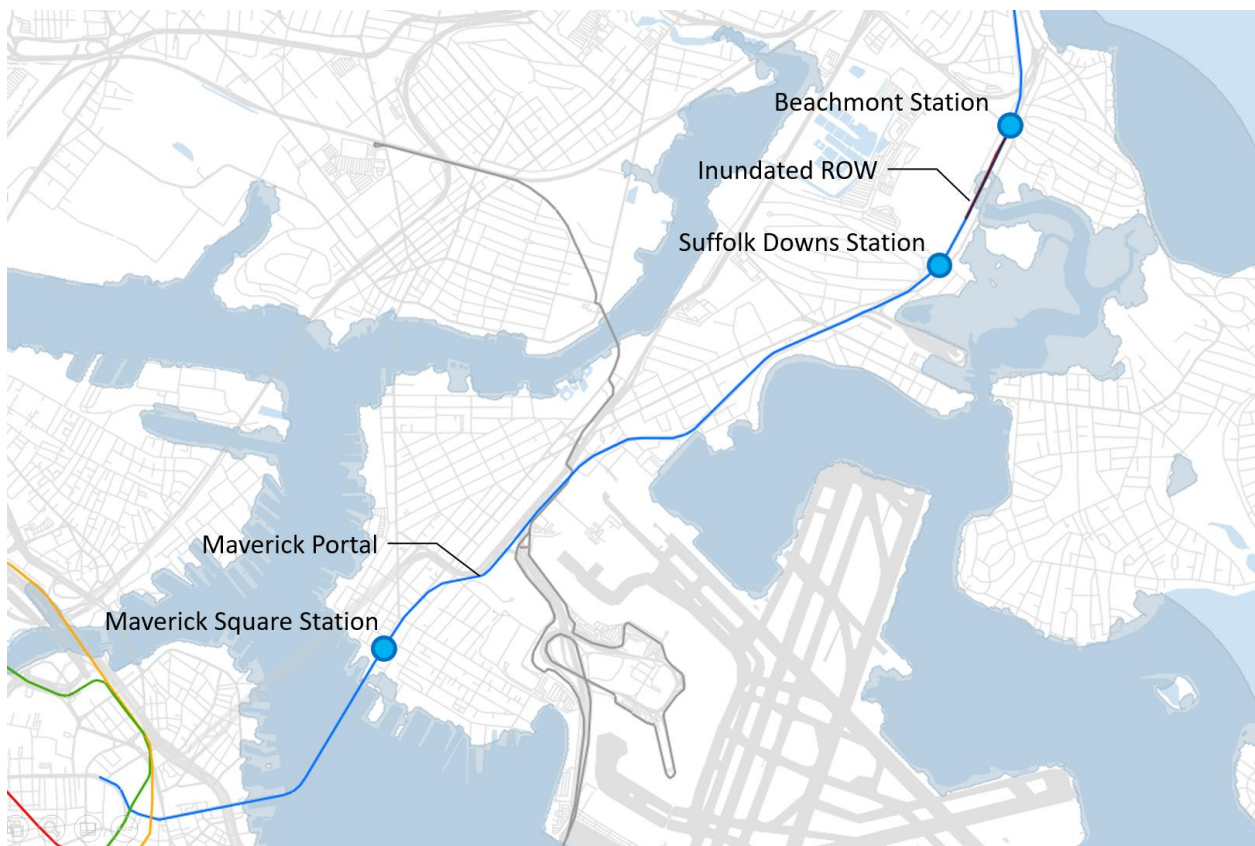 Beachmont Station
Inundated ROW
Suffolk Downs Station
Maverick Portal
Maverick Square Station